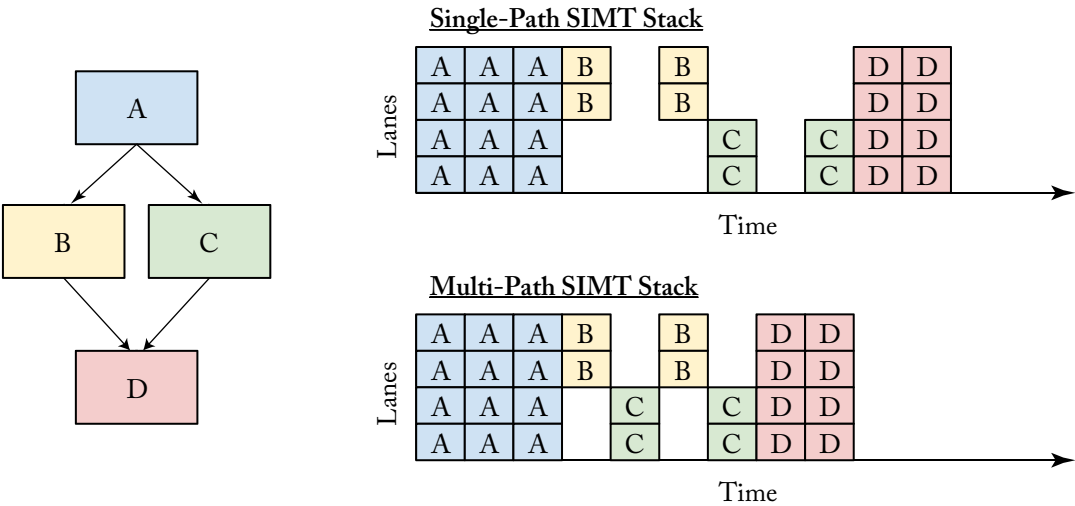 A
B C
D
Single-Path SIMT Stack
Lanes
A A A B B D D
A A A B B D D
A A A C C D D
A A A C C D D
Time
Multi-Path SIMT Stack
Lanes
A A A B B D D
A A A B B D D
A A A C C D D
A A A C C D D
Time